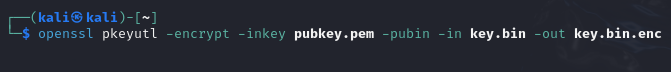 ┌──(kali㉿kali)-[~]
└─$ openssl pkeyutl -encrypt -inkey pubkey.pem -pubin -in key.bin -out key.bin.enc